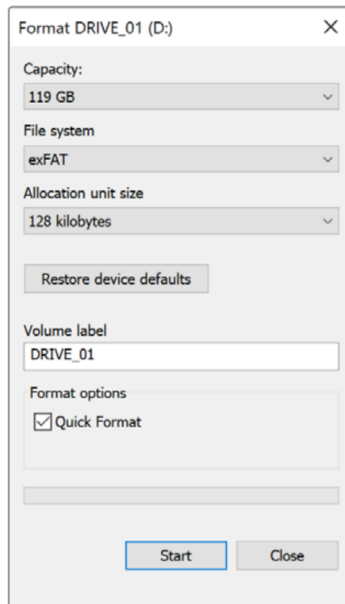 Format DRIVE_01 (D:)
Capacity:
119 GB
File system
exFAT
Allocation unit size
128 kilobytes
Restore device defaults
Volume label
DRIVE_01
Format options
Quick Format
Start Close